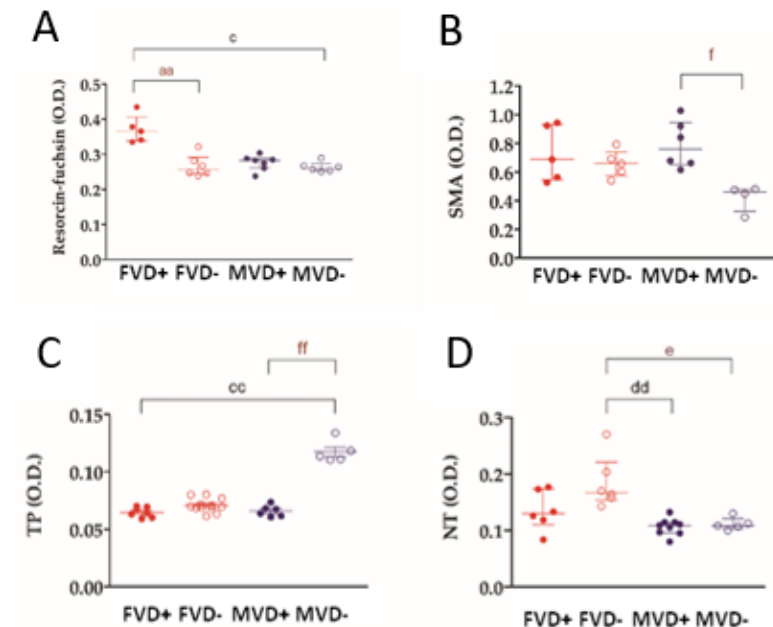 A
c
aa
Resorcin-fuchsin (O.D.)
0.5
0.4
0.3
0.2
0.1
0.0
FVD+ FVD- MVD+ MVD-
B
f
SMA (O.D.)
1.2
1.0
0.8
0.6
0.4
0.2
0.0
FVD+ FVD- MVD+ MVD-
C
ff
cc
TP (O.D.)
0.15
0.10
0.05
0.00
FVD+ FVD- MVD+ MVD-
D
e
dd
NT (O.D.)
0.3
0.2
0.1
0.0
FVD+ FVD- MVD+ MVD-